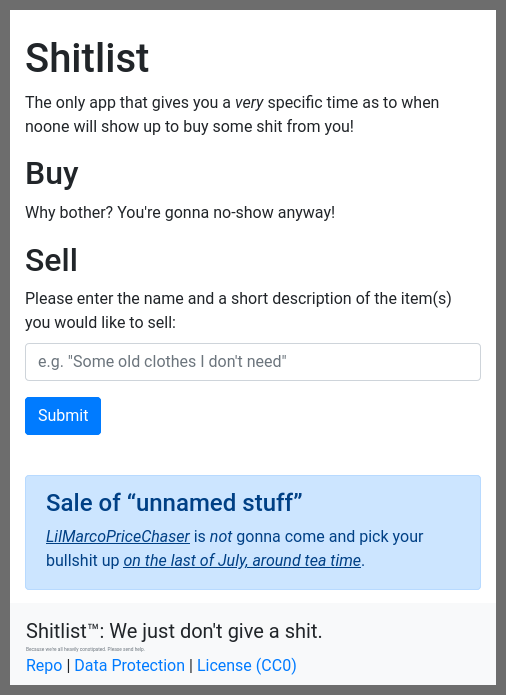 Shitlist
The only app that gives you a very specific time as to when
noone will show up to buy some shit from you!
Buy
Why bother? You're gonna no-show anyway!
Sell
Please enter the name and a short description of the item(s)
you would like to sell:
e.g. "Some old clothes I don't need"
Submit
Sale of “unnamed stuff”
LilMarcoPriceChaser is not gonna come and pick your
bullshit up on the last of July, around tea time.
Shitlist™: We just don't give a shit.
Because we're all heavily constipated. Please send help.
Repo | Data Protection | License (CC0)